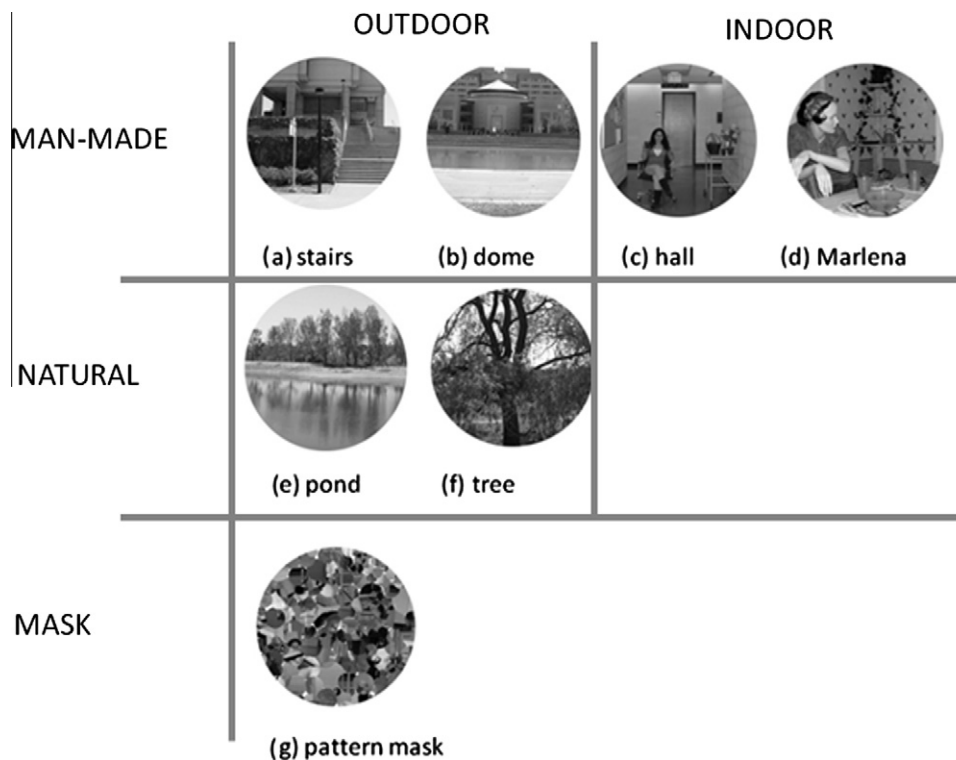 OUTDOOR INDOOR
MAN-MADE
(a) stairs (b) dome (c) hall (d) Marlena
NATURAL
(e) pond (f) tree
MASK
(g) pattern mask